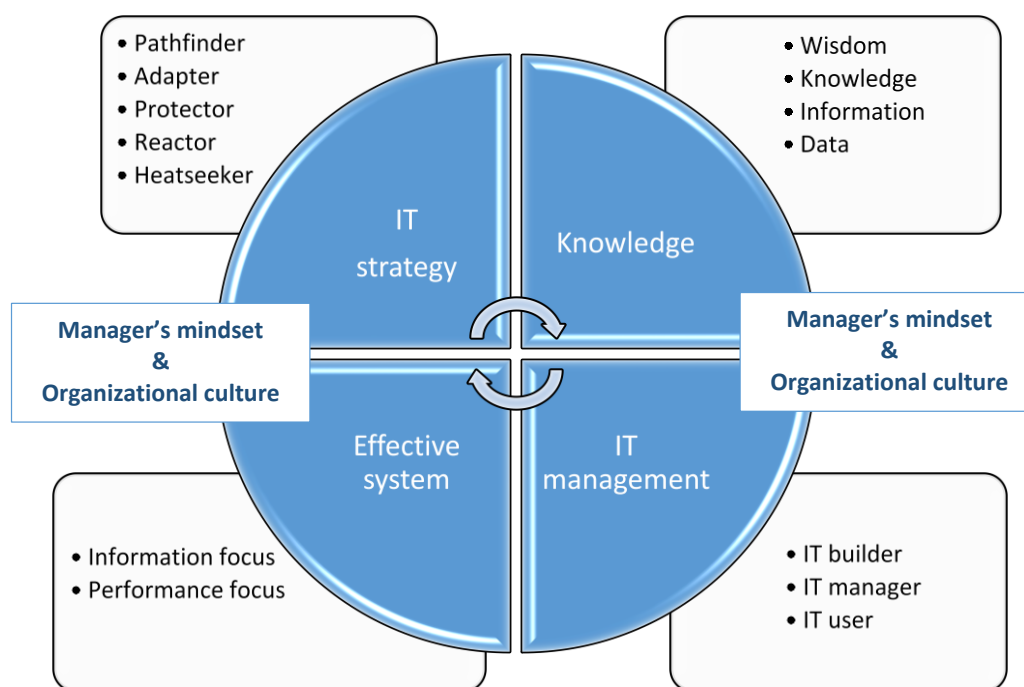 • Pathfinder
• Adapter
• Protector
• Reactor
• Heatseeker
• Wisdom
• Knowledge
• Information
• Data
IT
strategy
Knowledge
Manager’s mindset
&
Organizational culture
Manager’s mindset
&
Organizational culture
Effective
system
IT
management
• Information focus
• Performance focus
• IT builder
• IT manager
• IT user